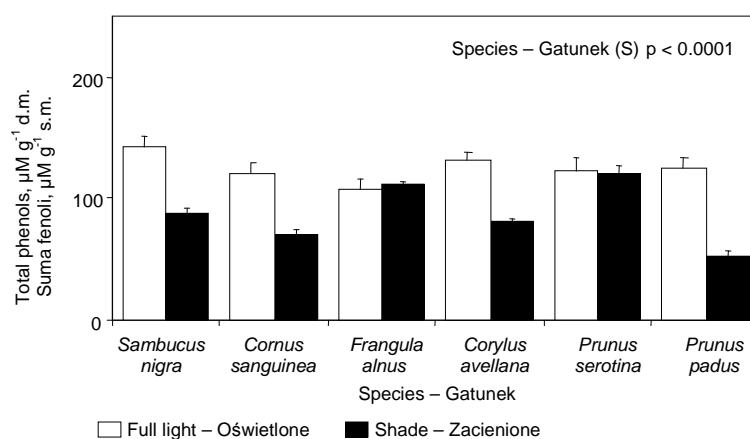 Species – Gatunek (S) p < 0.0001
Total phenols, µM g⁻¹ d.m.
Suma fenoli, µM g⁻¹ s.m.
200
100
0
Sambucus nigra
Cornus sanguinea
Frangula alnus
Corylus avellana
Prunus serotina
Prunus padus
Species – Gatunek
Full light – Oświetlone
Shade – Zacienione